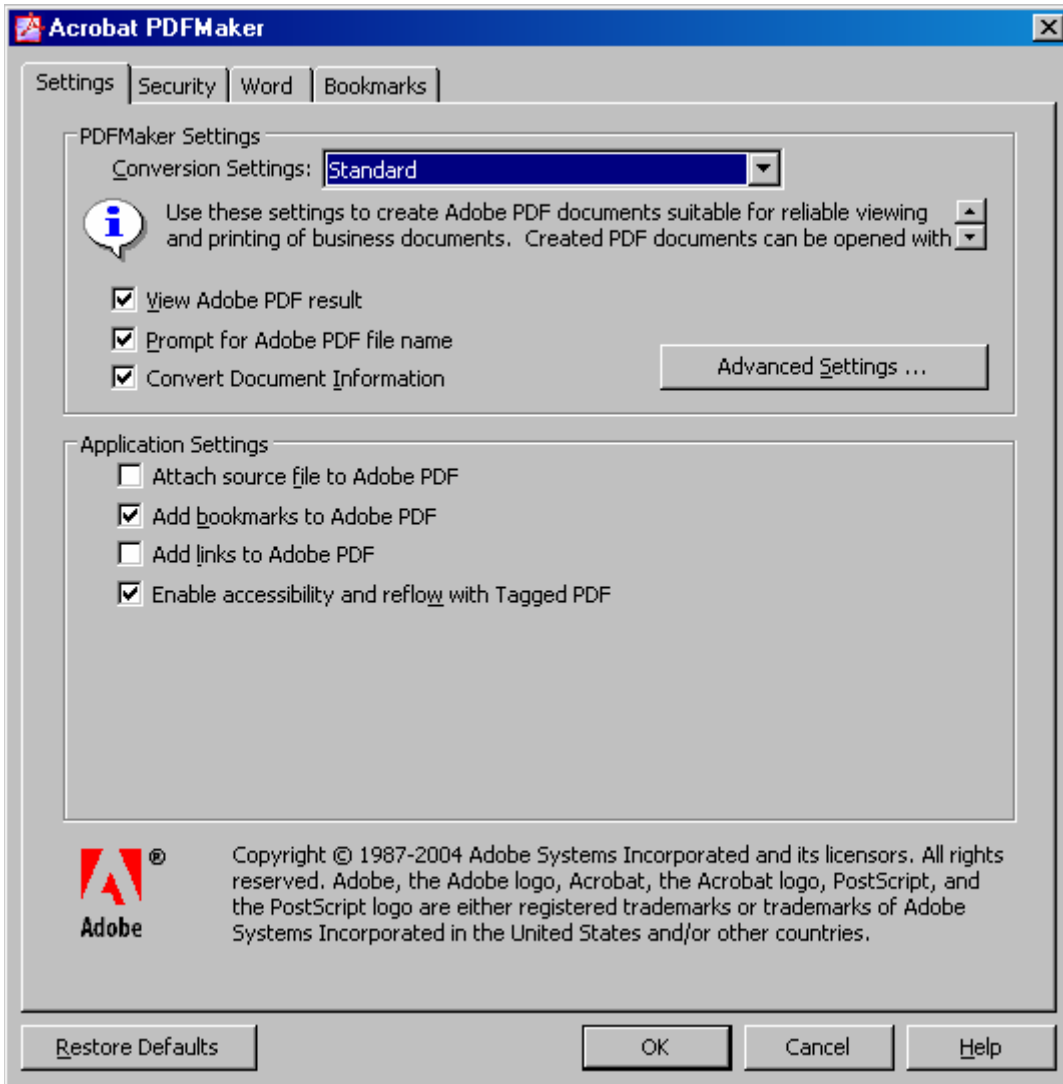 Acrobat PDFMaker
Settings Security Word Bookmarks
PDFMaker Settings
Conversion Settings: Standard
Use these settings to create Adobe PDF documents suitable for reliable viewing
and printing of business documents. Created PDF documents can be opened with
View Adobe PDF result
Prompt for Adobe PDF file name
Convert Document Information
Advanced Settings ...
Application Settings
Attach source file to Adobe PDF
Add bookmarks to Adobe PDF
Add links to Adobe PDF
Enable accessibility and reflow with Tagged PDF
®
Adobe
Copyright © 1987-2004 Adobe Systems Incorporated and its licensors. All rights
reserved. Adobe, the Adobe logo, Acrobat, the Acrobat logo, PostScript, and
the PostScript logo are either registered trademarks or trademarks of Adobe
Systems Incorporated in the United States and/or other countries.
Restore Defaults OK Cancel Help